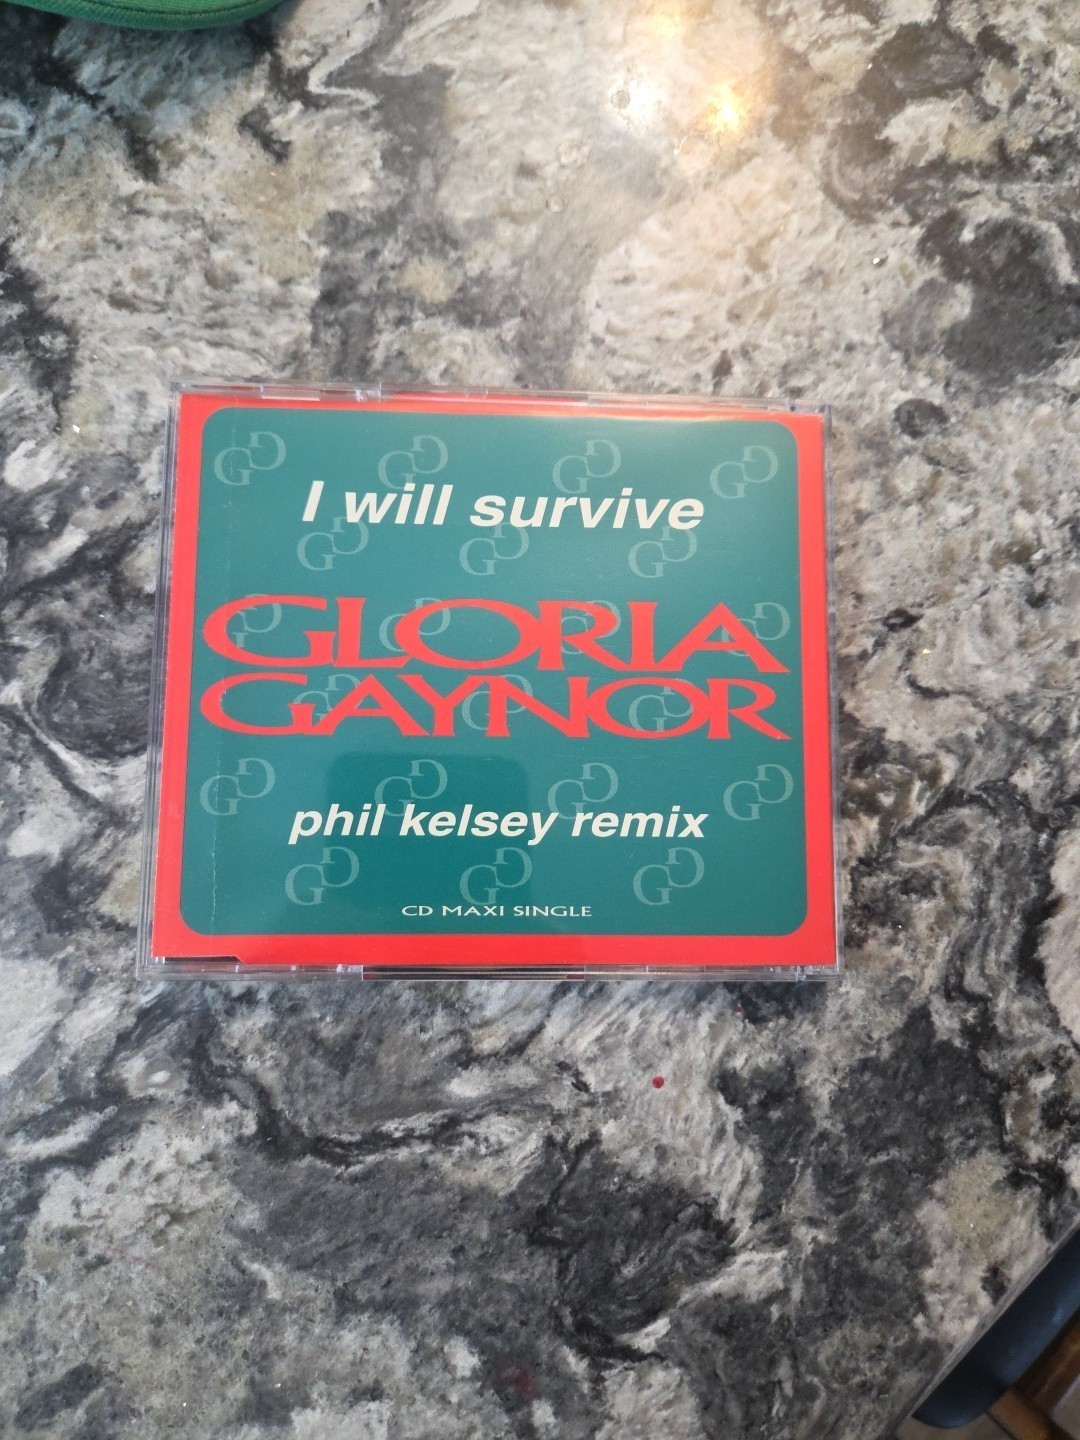 I will survive
GLORIA
GAYNOR
phil kelsey remix
CD MAXI SINGLE